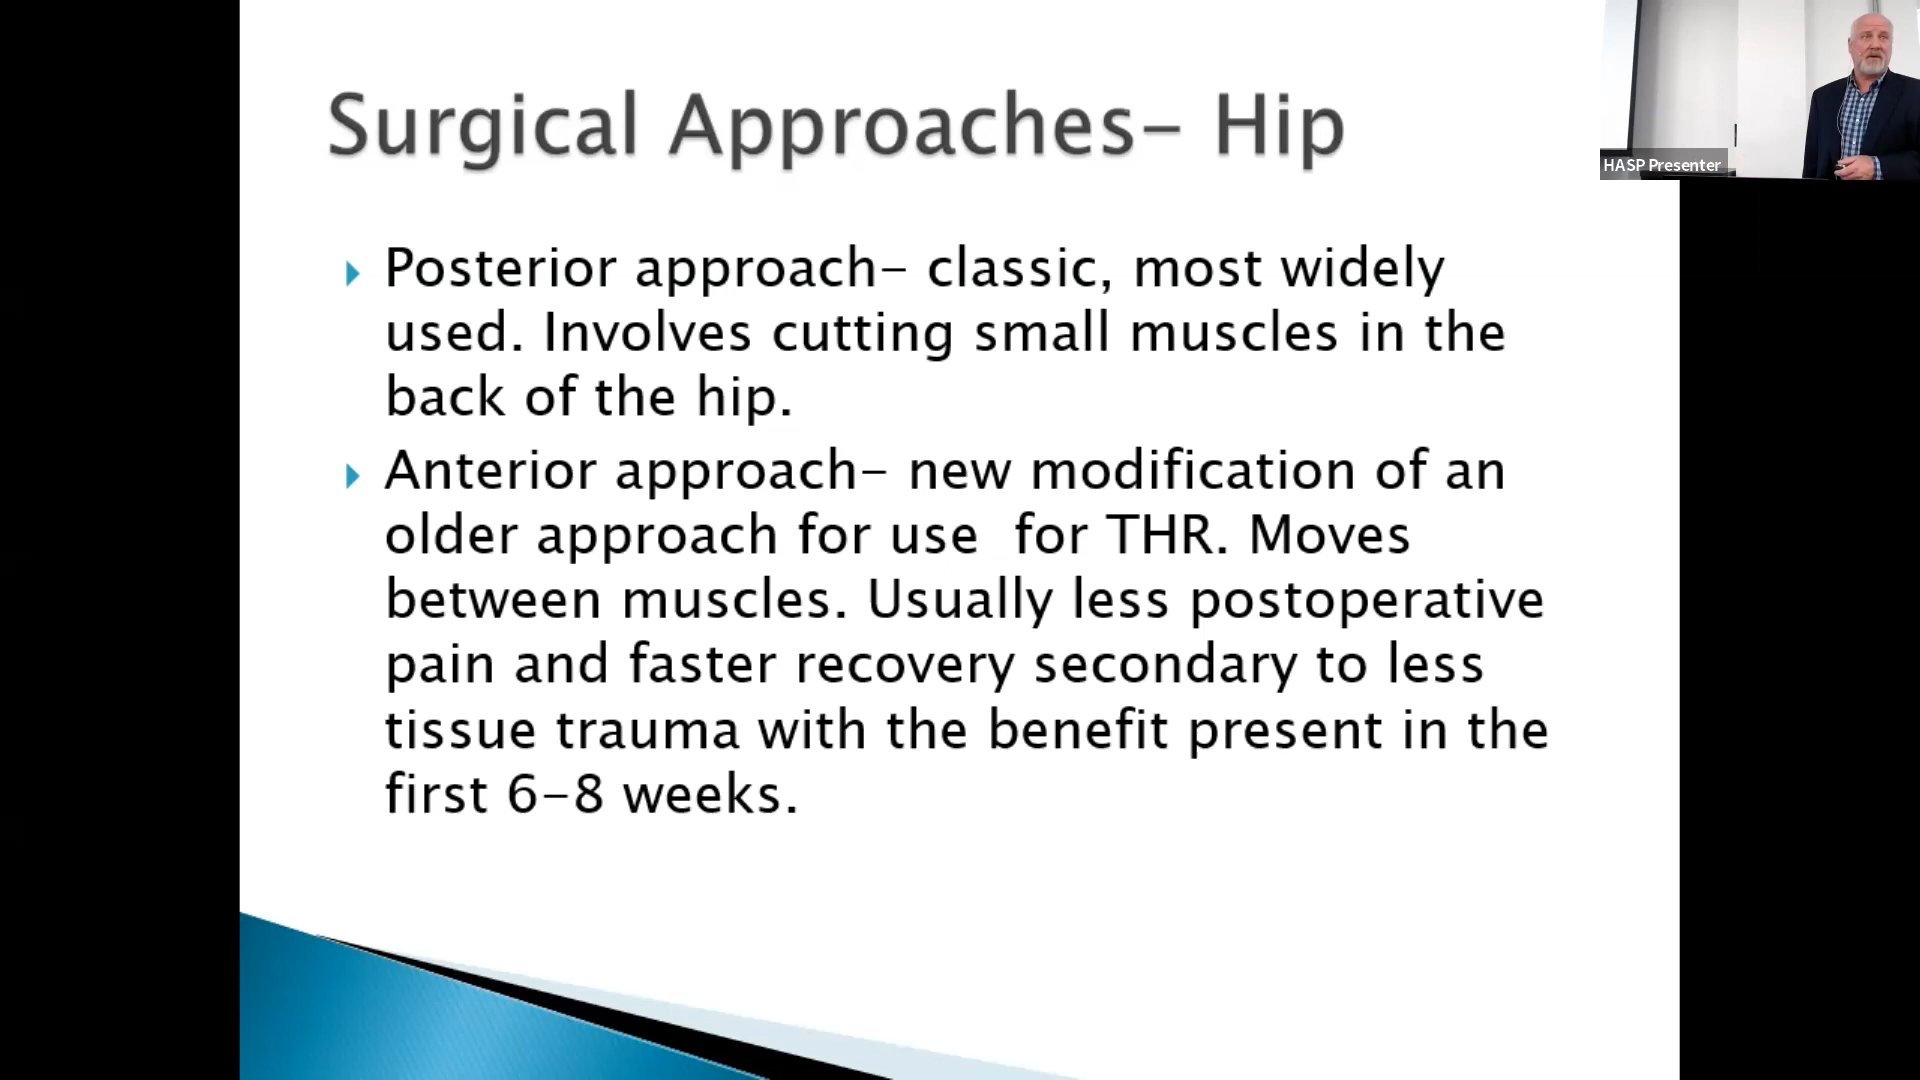 Surgical Approaches- Hip
HASP Presenter
Posterior approach- classic, most widely
used. Involves cutting small muscles in the
back of the hip.
Anterior approach- new modification of an
older approach for use  for THR. Moves
between muscles. Usually less postoperative
pain and faster recovery secondary to less
tissue trauma with the benefit present in the
first 6-8 weeks.